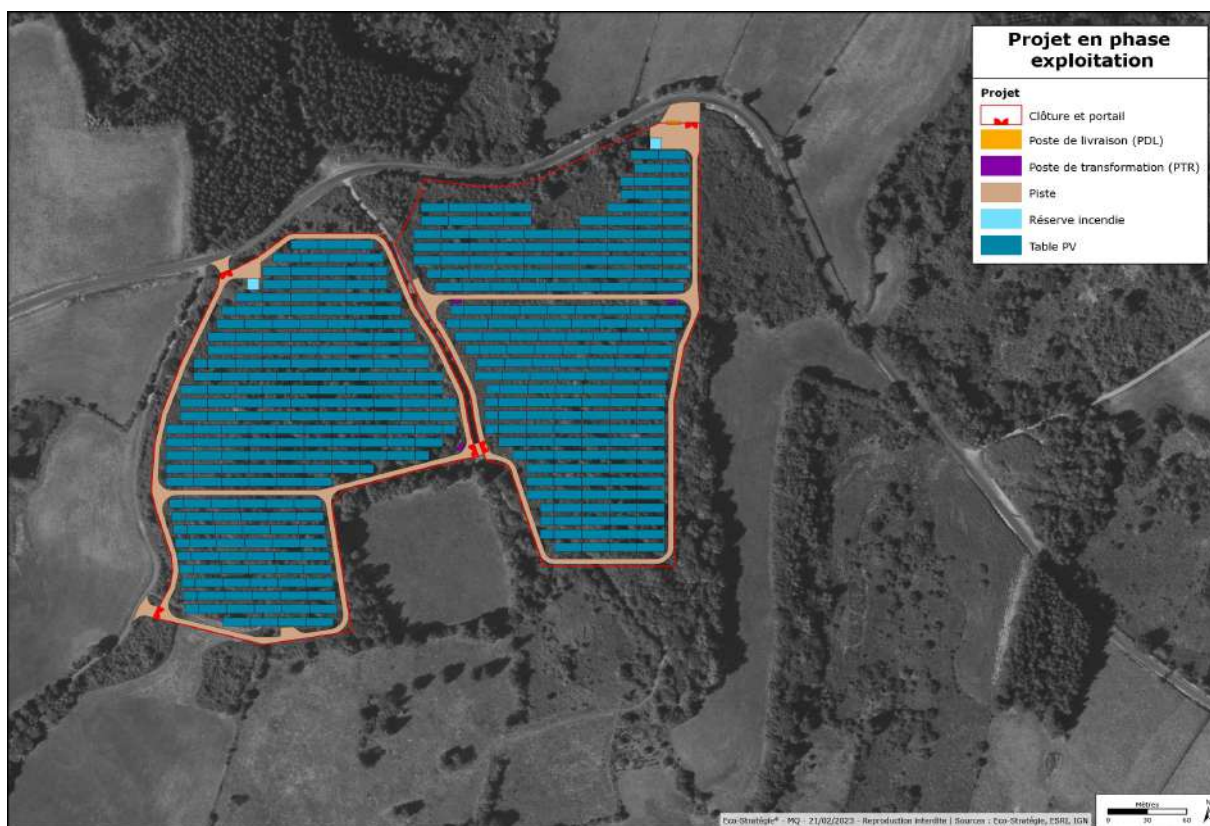 Projet en phase
exploitation
Projet
Clôture et portail
Poste de livraison (PDL)
Poste de transformation (PTR)
Piste
Réserve incendie
Table PV
Mètres
0 30 60
N
Eco-Stratégie® - MQ - 21/02/2023 - Reproduction interdite | Sources : Eco-Stratégie, ESRI, IGN